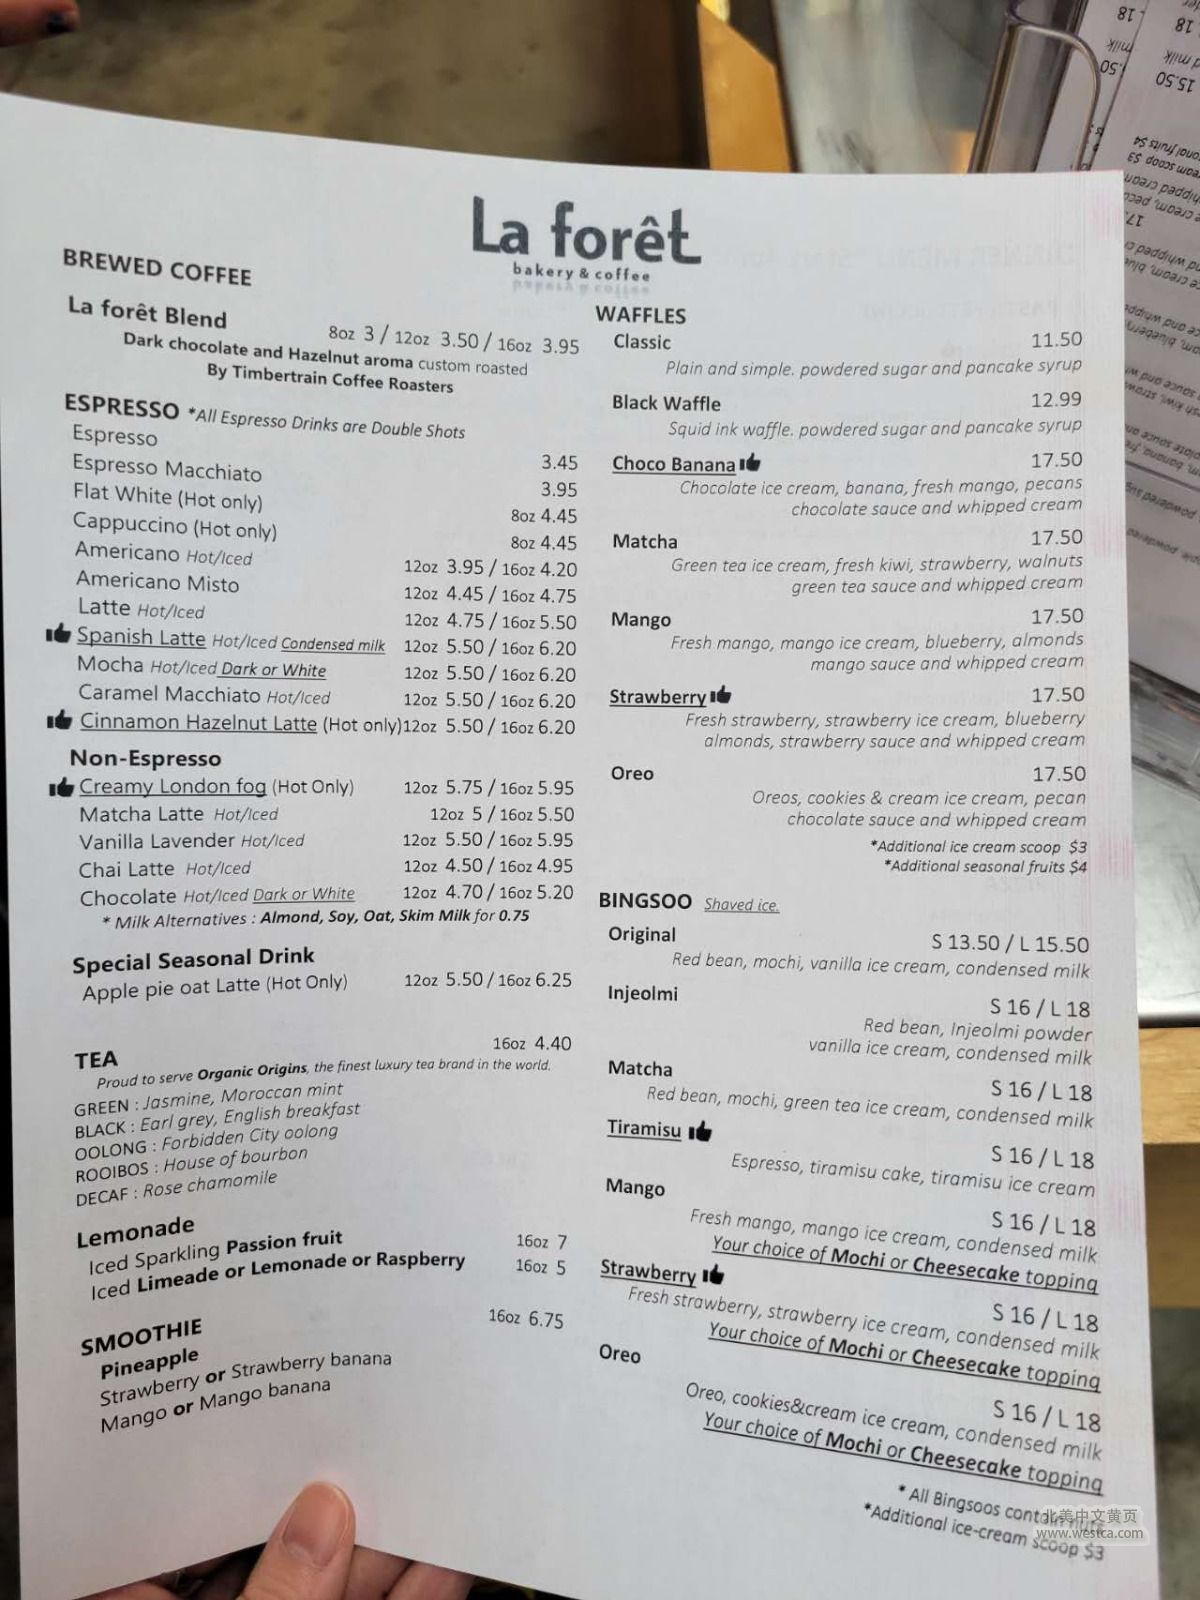 La forêt
bakery & coffee
BREWED COFFEE
La forêt Blend
8oz 3 / 12oz 3.50 / 16oz 3.95
Dark chocolate and Hazelnut aroma custom roasted
By Timbertrain Coffee Roasters
ESPRESSO *All Espresso Drinks are Double Shots
Espresso 3.45
Espresso Macchiato 3.95
Flat White (Hot only) 8oz 4.45
Cappuccino (Hot only) 8oz 4.45
Americano Hot/Iced 12oz 3.95 / 16oz 4.20
Americano Misto 12oz 4.45 / 16oz 4.75
Latte Hot/Iced 12oz 4.75 / 16oz 5.50
Spanish Latte Hot/Iced Condensed milk 12oz 5.50 / 16oz 6.20
Mocha Hot/Iced Dark or White 12oz 5.50 / 16oz 6.20
Caramel Macchiato Hot/Iced 12oz 5.50 / 16oz 6.20
Cinnamon Hazelnut Latte (Hot only) 12oz 5.50 / 16oz 6.20
Non-Espresso
Creamy London fog (Hot Only) 12oz 5.75 / 16oz 5.95
Matcha Latte Hot/Iced 12oz 5 / 16oz 5.50
Vanilla Lavender Hot/Iced 12oz 5.50 / 16oz 5.95
Chai Latte Hot/Iced 12oz 4.50 / 16oz 4.95
Chocolate Hot/Iced Dark or White 12oz 4.70 / 16oz 5.20
* Milk Alternatives : Almond, Soy, Oat, Skim Milk for 0.75
Special Seasonal Drink
Apple pie oat Latte (Hot Only) 12oz 5.50 / 16oz 6.25
TEA 16oz 4.40
Proud to serve Organic Origins, the finest luxury tea brand in the world.
GREEN : Jasmine, Moroccan mint
BLACK : Earl grey, English breakfast
OOLONG : Forbidden City oolong
ROOIBOS : House of bourbon
DECAF : Rose chamomile
Lemonade
Iced Sparkling Passion fruit 16oz 7
Iced Limeade or Lemonade or Raspberry 16oz 5
SMOOTHIE 16oz 6.75
Pineapple
Strawberry or Strawberry banana
Mango or Mango banana
WAFFLES
Classic 11.50
Plain and simple. powdered sugar and pancake syrup
Black Waffle 12.99
Squid ink waffle. powdered sugar and pancake syrup
Choco Banana 17.50
Chocolate ice cream, banana, fresh mango, pecans
chocolate sauce and whipped cream
Matcha 17.50
Green tea ice cream, fresh kiwi, strawberry, walnuts
green tea sauce and whipped cream
Mango 17.50
Fresh mango, mango ice cream, blueberry, almonds
mango sauce and whipped cream
Strawberry 17.50
Fresh strawberry, strawberry ice cream, blueberry
almonds, strawberry sauce and whipped cream
Oreo 17.50
Oreos, cookies & cream ice cream, pecan
chocolate sauce and whipped cream
*Additional ice cream scoop $3
*Additional seasonal fruits $4
BINGSOO Shaved ice.
Original S 13.50 / L 15.50
Red bean, mochi, vanilla ice cream, condensed milk
Injeolmi S 16 / L 18
Red bean, Injeolmi powder
vanilla ice cream, condensed milk
Matcha S 16 / L 18
Red bean, mochi, green tea ice cream, condensed milk
Tiramisu S 16 / L 18
Espresso, tiramisu cake, tiramisu ice cream
Mango S 16 / L 18
Fresh mango, mango ice cream, condensed milk
Your choice of Mochi or Cheesecake topping
Strawberry S 16 / L 18
Fresh strawberry, strawberry ice cream, condensed milk
Your choice of Mochi or Cheesecake topping
Oreo S 16 / L 18
Oreo, cookies&cream ice cream, condensed milk
Your choice of Mochi or Cheesecake topping
* All Bingsoos contain nuts
*Additional ice-cream scoop $3
北美中文黄页
www.westca.com